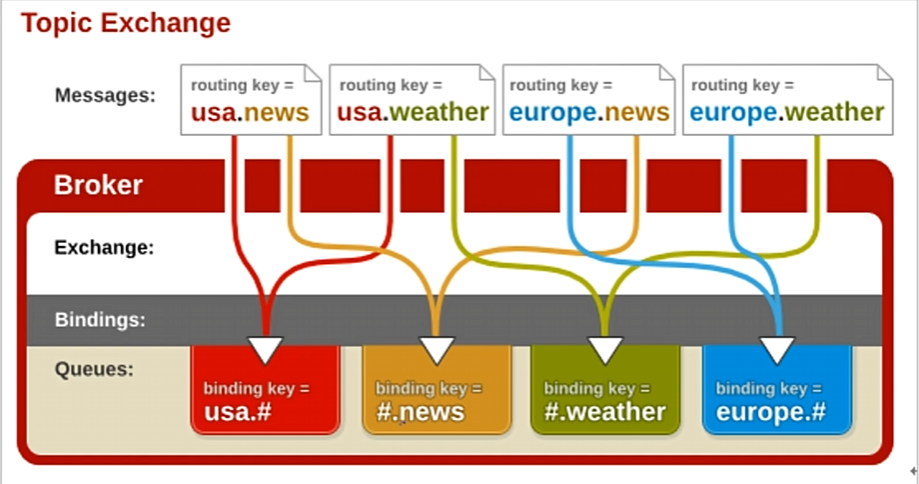 Topic Exchange
Messages:
routing key =
usa.news
routing key =
usa.weather
routing key =
europe.news
routing key =
europe.weather
Broker
Exchange:
Bindings:
Queues:
binding key =
usa.#
binding key =
#.news
binding key =
#.weather
binding key =
europe.#